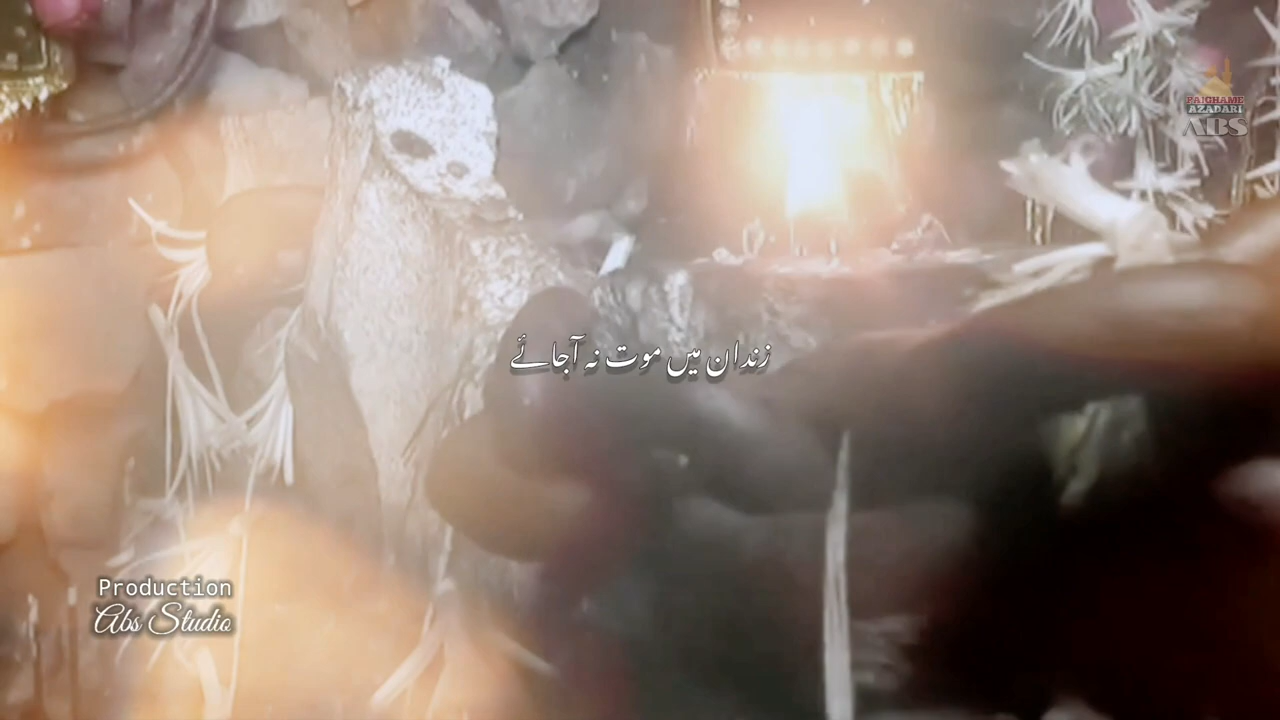 PAIGHAME
AZADARI
ABS
زندان میں موت نہ آجائے
Production
Abs Studio